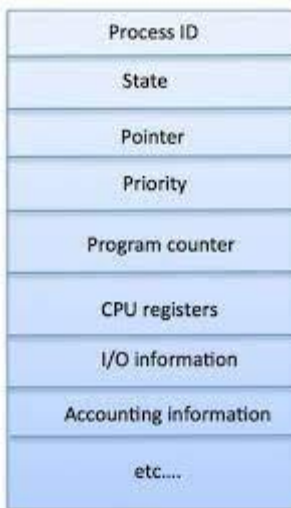 Process ID
State
Pointer
Priority
Program counter
CPU registers
I/O information
Accounting information
etc....